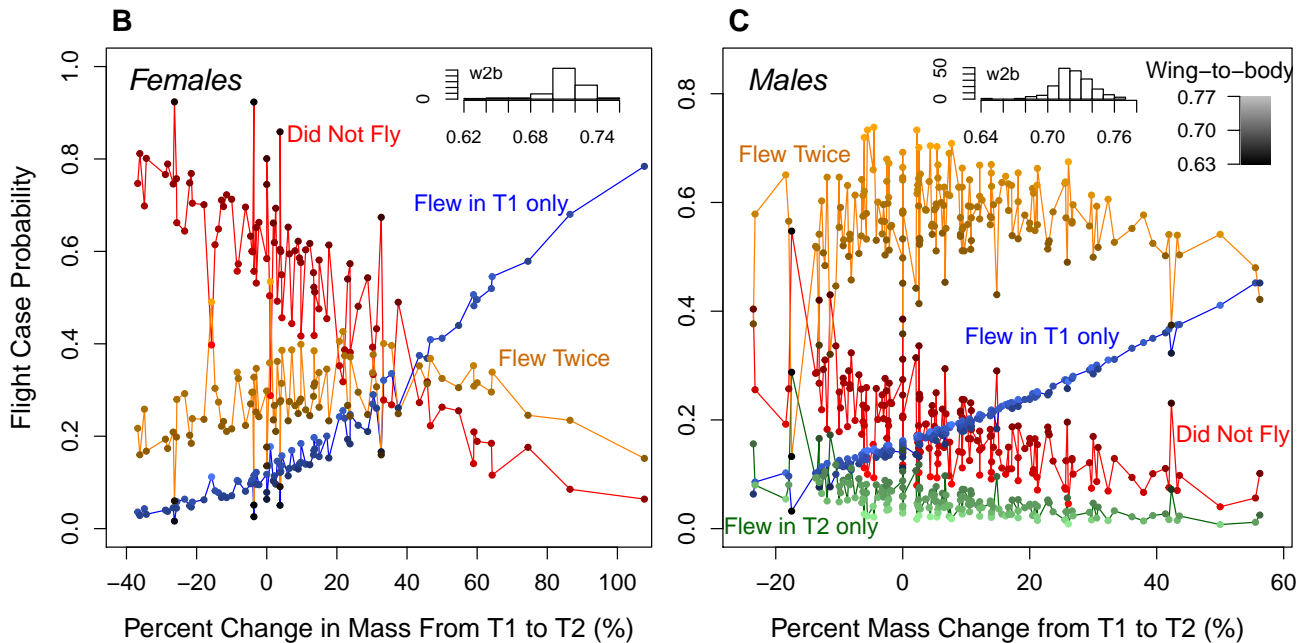 B
Females
w2b
0
0.62 0.68 0.74
Did Not Fly
Flew in T1 only
Flew Twice
Flight Case Probability
0.0 0.2 0.4 0.6 0.8 1.0
−40 −20 0 20 40 60 80 100
Percent Change in Mass From T1 to T2 (%)
C
Males
w2b
0 50
0.64 0.70 0.76
Wing−to−body
0.77
0.70
0.63
Flew Twice
Flew in T1 only
Did Not Fly
Flew in T2 only
0.0 0.2 0.4 0.6 0.8
−20 0 20 40 60
Percent Mass Change from T1 to T2 (%)